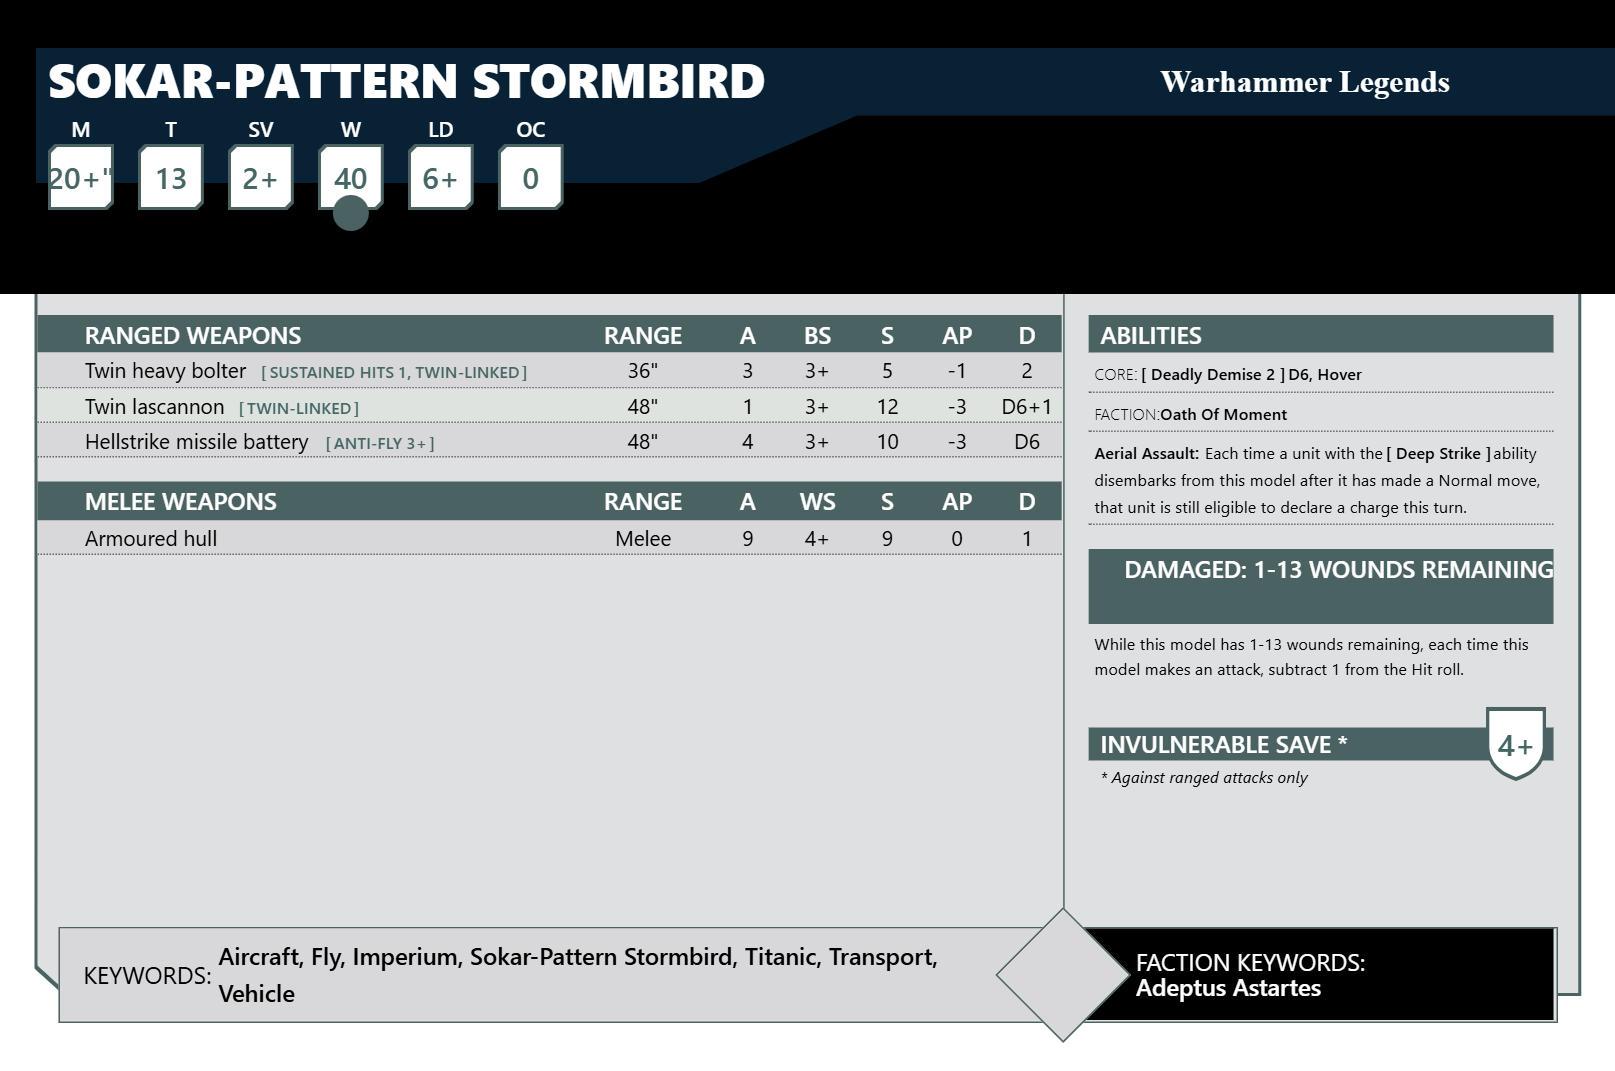 SOKAR-PATTERN STORMBIRD
Warhammer Legends
M T SV W LD OC
20+" 13 2+ 40 6+ 0
RANGED WEAPONS RANGE A BS S AP D
Twin heavy bolter [ SUSTAINED HITS 1, TWIN-LINKED ] 36" 3 3+ 5 -1 2
Twin lascannon [ TWIN-LINKED ] 48" 1 3+ 12 -3 D6+1
Hellstrike missile battery [ ANTI-FLY 3+ ] 48" 4 3+ 10 -3 D6
MELEE WEAPONS RANGE A WS S AP D
Armoured hull Melee 9 4+ 9 0 1
ABILITIES
CORE: [ Deadly Demise 2 ] D6, Hover
FACTION:Oath Of Moment
Aerial Assault: Each time a unit with the [ Deep Strike ] ability
disembarks from this model after it has made a Normal move,
that unit is still eligible to declare a charge this turn.
DAMAGED: 1-13 WOUNDS REMAINING
While this model has 1-13 wounds remaining, each time this
model makes an attack, subtract 1 from the Hit roll.
INVULNERABLE SAVE * 4+
* Against ranged attacks only
KEYWORDS: Aircraft, Fly, Imperium, Sokar-Pattern Stormbird, Titanic, Transport,
Vehicle
FACTION KEYWORDS:
Adeptus Astartes